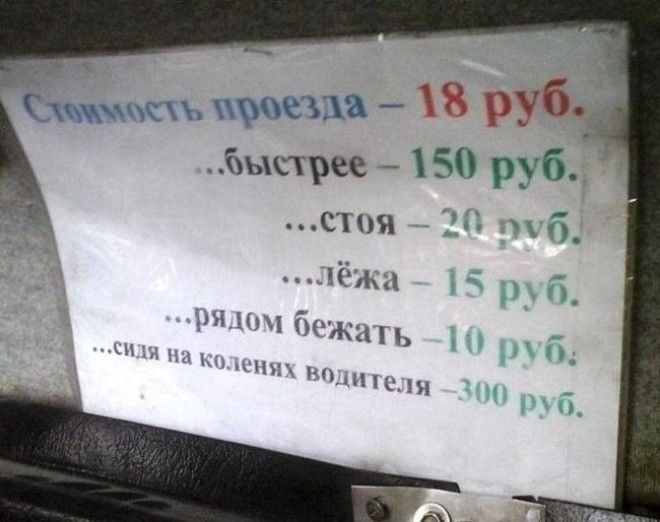 Стоимость проезда – 18 руб.
...быстрее – 150 руб.
...стоя – 20 руб.
...лёжа – 15 руб.
...рядом бежать –10 руб.
...сидя на коленях водителя –300 руб.